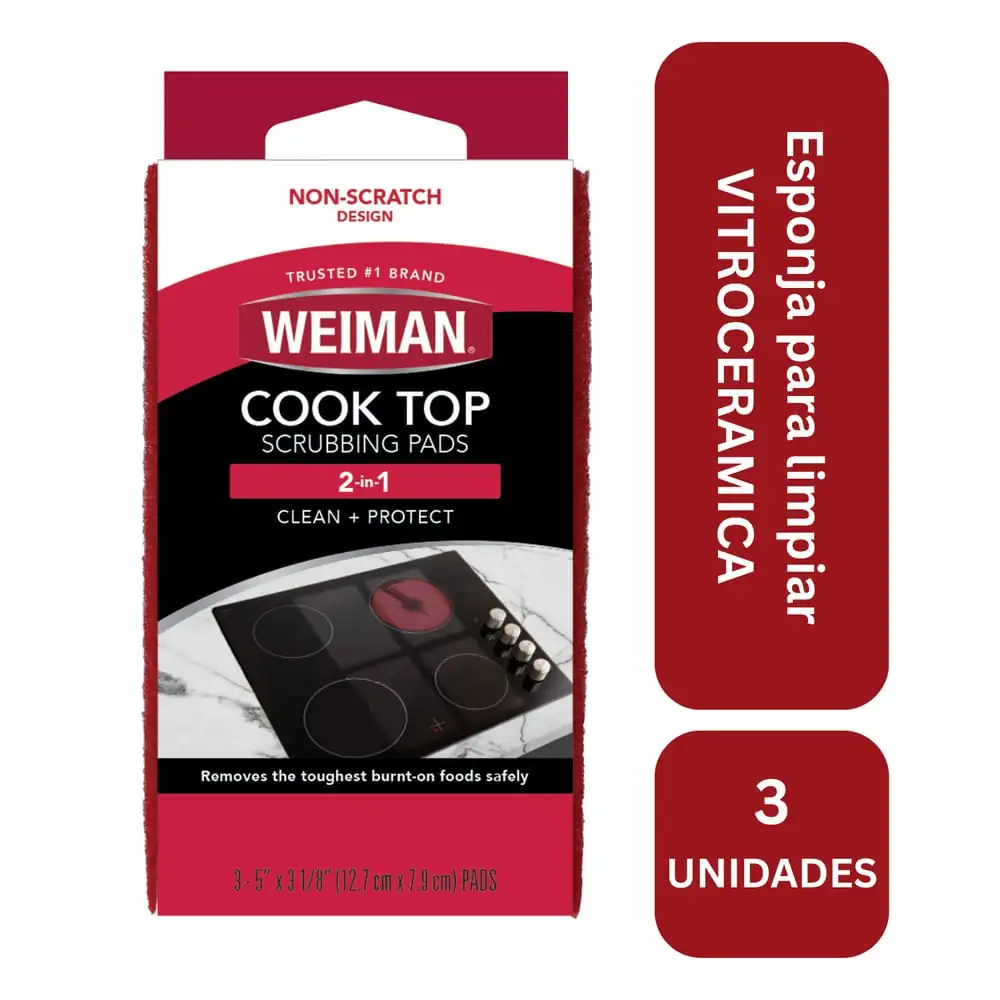 NON-SCRATCH
DESIGN
TRUSTED #1 BRAND
WEIMAN®
COOK TOP
SCRUBBING PADS
2-in-1
CLEAN + PROTECT
Removes the toughest burnt-on foods safely
3 - 5" x 3 1/8" (12.7 cm x 7.9 cm) PADS
Esponja para limpiar
VITROCERAMICA
3
UNIDADES